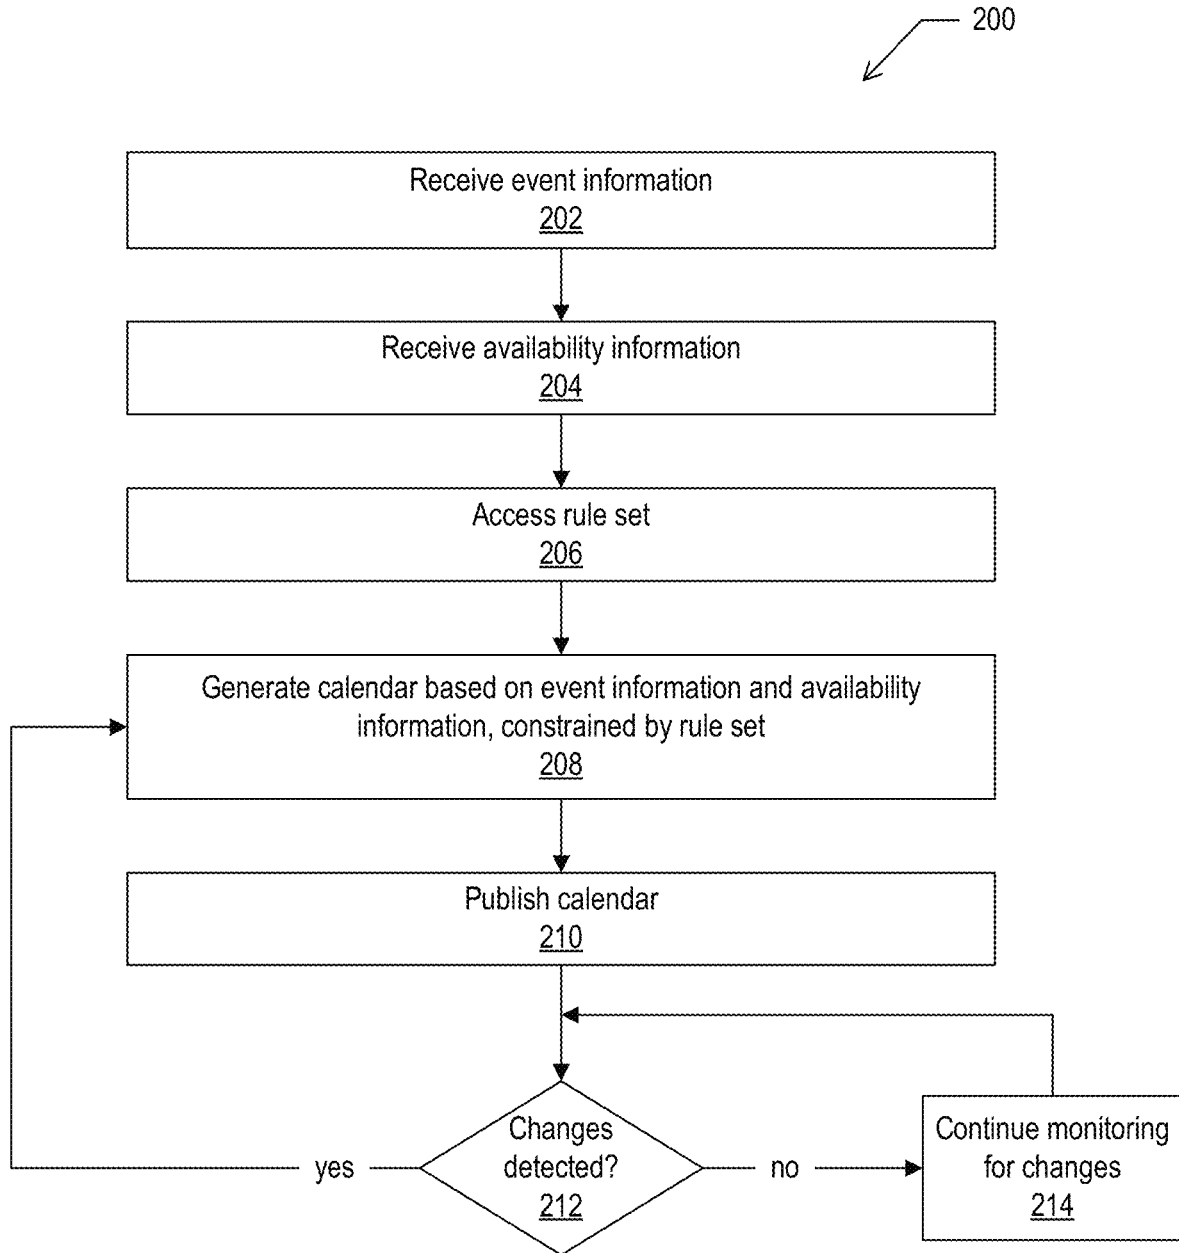 200
Receive event information
202
Receive availability information
204
Access rule set
206
Generate calendar based on event information and availability
information, constrained by rule set
208
Publish calendar
210
Changes
detected?
212
yes
no
Continue monitoring
for changes
214